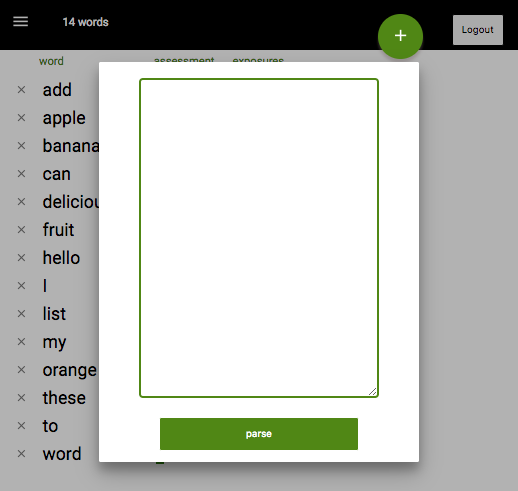 14 words
+
Logout
word assessment exposures
× add
× apple
× banana
× can
× deliciou
× fruit
× hello
× I
× list
× my
× orange
× these
× to
× word
parse